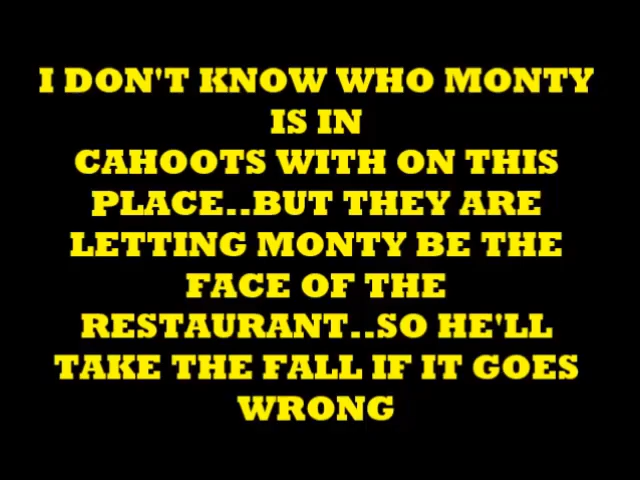 I DON'T KNOW WHO MONTY
IS IN
CAHOOTS WITH ON THIS
PLACE..BUT THEY ARE
LETTING MONTY BE THE
FACE OF THE
RESTAURANT..SO HE'LL
TAKE THE FALL IF IT GOES
WRONG